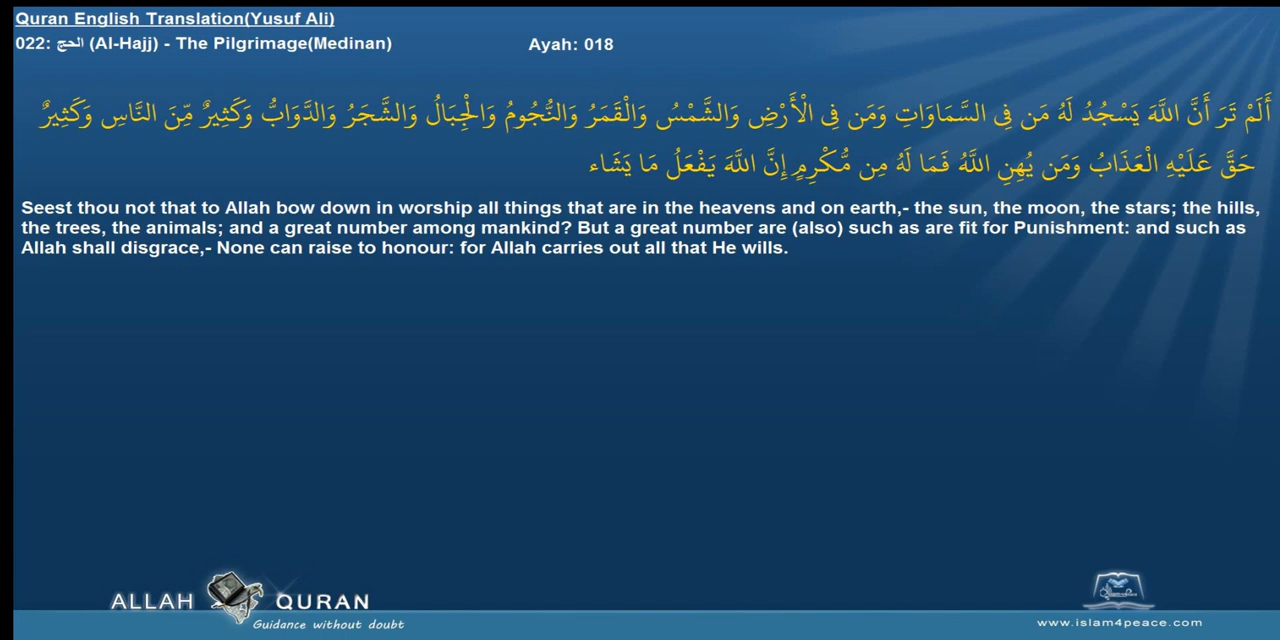 Quran English Translation(Yusuf Ali)
022: الحج (Al-Hajj) - The Pilgrimage(Medinan) Ayah: 018
أَلَمْ تَرَ أَنَّ اللَّهَ يَسْجُدُ لَهُ مَن فِى السَّمَاوَاتِ وَمَن فِى الْأَرْضِ وَالشَّمْسُ وَالْقَمَرُ وَالنُّجُومُ وَالْجِبَالُ وَالشَّجَرُ وَالدَّوَابُّ وَكَثِيرٌ مِّنَ النَّاسِ وَكَثِيرٌ
حَقَّ عَلَيْهِ الْعَذَابُ وَمَن يُهِنِ اللَّهُ فَمَا لَهُ مِن مُّكْرِمٍ إِنَّ اللَّهَ يَفْعَلُ مَا يَشَاء
Seest thou not that to Allah bow down in worship all things that are in the heavens and on earth,- the sun, the moon, the stars; the hills,
the trees, the animals; and a great number among mankind? But a great number are (also) such as are fit for Punishment: and such as
Allah shall disgrace,- None can raise to honour: for Allah carries out all that He wills.
ALLAH QURAN
Guidance without doubt
www.islam4peace.com